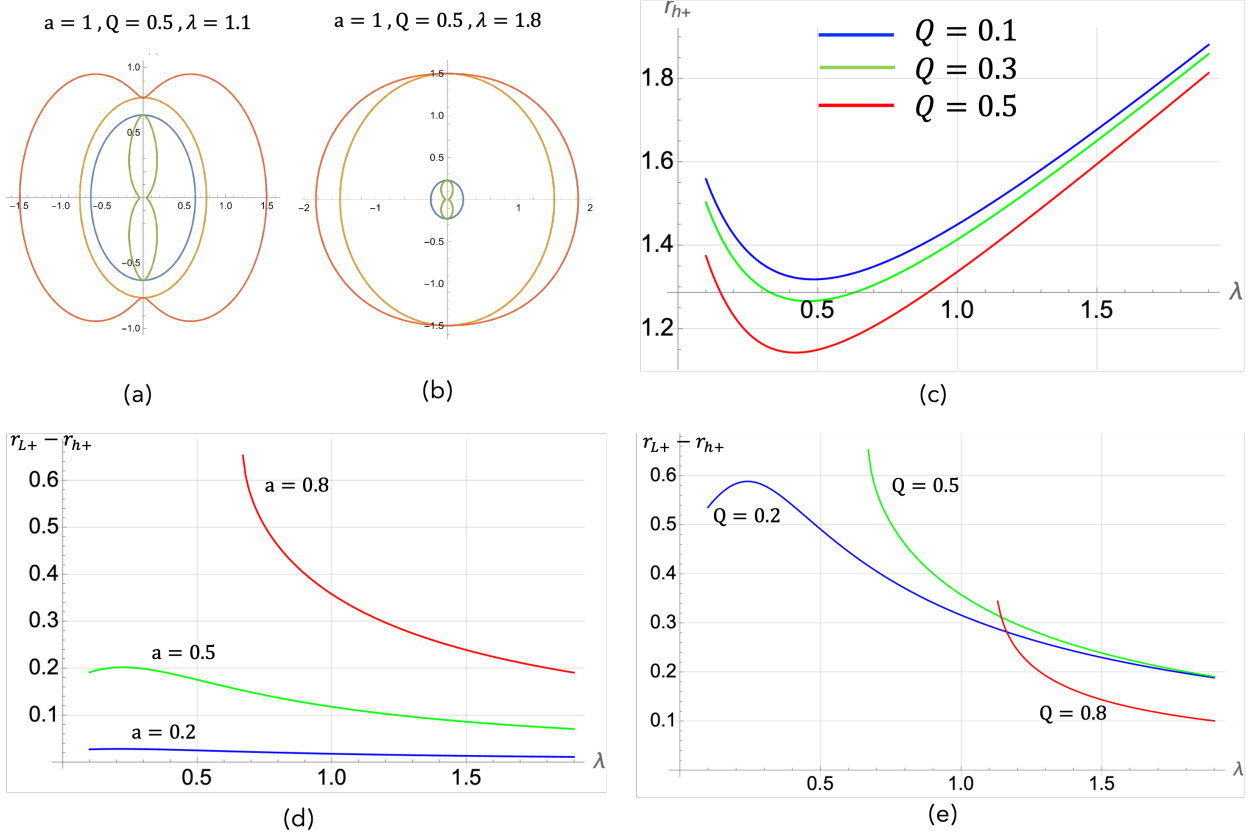 a = 1 , Q = 0.5 , λ = 1.1
1.0
0.5
−0.5
−1.0
−1.5 −1.0 −0.5 0.5 1.0 1.5
(a)
a = 1 , Q = 0.5 , λ = 1.8
1.5
1.0
0.5
−0.5
−1.0
−1.5
−2 −1 1 2
(b)
r_{h+}
Q = 0.1
Q = 0.3
Q = 0.5
1.8
1.6
1.4
1.2
0.5 1.0 1.5 λ
(c)
r_{L+} − r_{h+}
0.6
0.5
0.4
0.3
0.2
0.1
a = 0.8
a = 0.5
a = 0.2
0.5 1.0 1.5 λ
(d)
r_{L+} − r_{h+}
0.6
0.5
0.4
0.3
0.2
0.1
Q = 0.5
Q = 0.2
Q = 0.8
0.5 1.0 1.5 λ
(e)